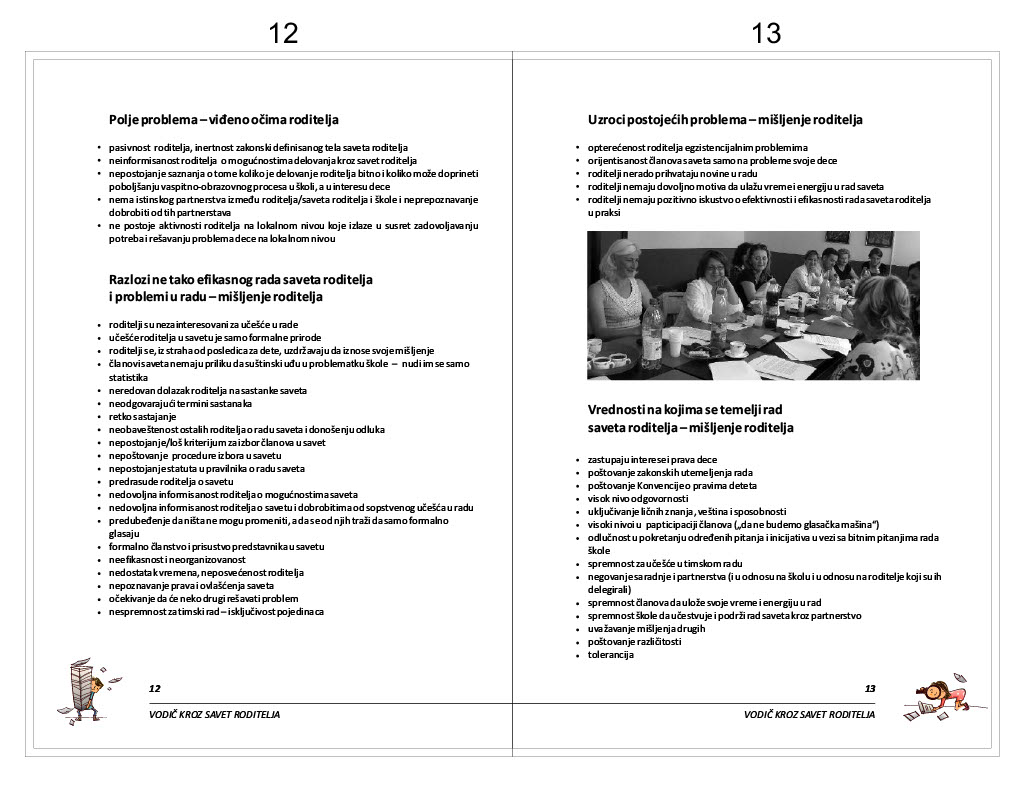 12
Polje problema – viđeno očima roditelja
• pasivnost roditelja, inertnost zakonski definisanog tela saveta roditelja
• neinformisanost roditelja o mogućnostima delovanja kroz savet roditelja
• nepostojanje saznanja o tome koliko je delovanje roditelja bitno i koliko može doprineti
poboljšanju vaspitno-obrazovnog procesa u školi, a u interesu dece
• nema istinskog partnerstva između roditelja/saveta roditelja i škole i neprepoznavanje
dobrobiti od tih partnerstava
• ne postoje aktivnosti roditelja na lokalnom nivou koje izlaze u susret zadovoljavanju
potreba i rešavanju problema dece na lokalnom nivou
Razlozi ne tako efikasnog rada saveta roditelja
i problemi u radu – mišljenje roditelja
• roditelji su nezainteresovani za učešće u rade
• učešće roditelja u savetu je samo formalne prirode
• roditelji se, iz straha od posledica za dete, uzdržavaju da iznose svoje mišljenje
• članovi saveta nemaju priliku da suštinski uđu u problematku škole – nudi im se samo
statistika
• neredovan dolazak roditelja na sastanke saveta
• neodgovarajući termini sastanaka
• retko sastajanje
• neobaveštenost ostalih roditelja o radu saveta i donošenju odluka
• nepostojanje/loš kriterijum za izbor članova u savet
• nepoštovanje procedure izbora u savetu
• nepostojanje statuta u pravilnika o radu saveta
• predrasude roditelja o savetu
• nedovoljna informisanost roditelja o mogućnostima saveta
• nedovoljna informisanost roditelja o savetu i dobrobitima od sopstvenog učešća u radu
• predubeđenje da ništa ne mogu promeniti, a da se od njih traži da samo formalno
glasaju
• formalno članstvo i prisustvo predstavnika u savetu
• neefikasnost i neorganizovanost
• nedostatak vremena, neposvećenost roditelja
• nepoznavanje prava i ovlašćenja saveta
• očekivanje da će neko drugi rešavati problem
• nespremnost za timski rad – isključivost pojedinaca
12
VODIČ KROZ SAVET RODITELJA
13
Uzroci postojećih problema – mišljenje roditelja
• opterećenost roditelja egzistencijalnim problemima
• orijentisanost članova saveta samo na probleme svoje dece
• roditelji nerado prihvataju novine u radu
• roditelji nemaju dovoljno motiva da ulažu vreme i energiju u rad saveta
• roditelji nemaju pozitivno iskustvo o efektivnosti i efikasnosti rada saveta roditelja
u praksi
Vrednosti na kojima se temelji rad
saveta roditelja – mišljenje roditelja
• zastupaju interese i prava dece
• poštovanje zakonskih utemeljenja rada
• poštovanje Konvencije o pravima deteta
• visok nivo odgovornosti
• uključivanje ličnih znanja, veština i sposobnosti
• visoki nivoi u papticipaciji članova („da ne budemo glasačka mašina“)
• odlučnost u pokretanju određenih pitanja i inicijativa u vezi sa bitnim pitanjima rada
škole
• spremnost za učešće u timskom radu
• negovanje saradnje i partnerstva (i u odnosu na školu i u odnosu na roditelje koji su ih
delegirali)
• spremnost članova da ulože svoje vreme i energiju u rad
• spremnost škole da učestvuje i podrži rad saveta kroz partnerstvo
• uvažavanje mišljenja drugih
• poštovanje različitosti
• tolerancija
13
VODIČ KROZ SAVET RODITELJA